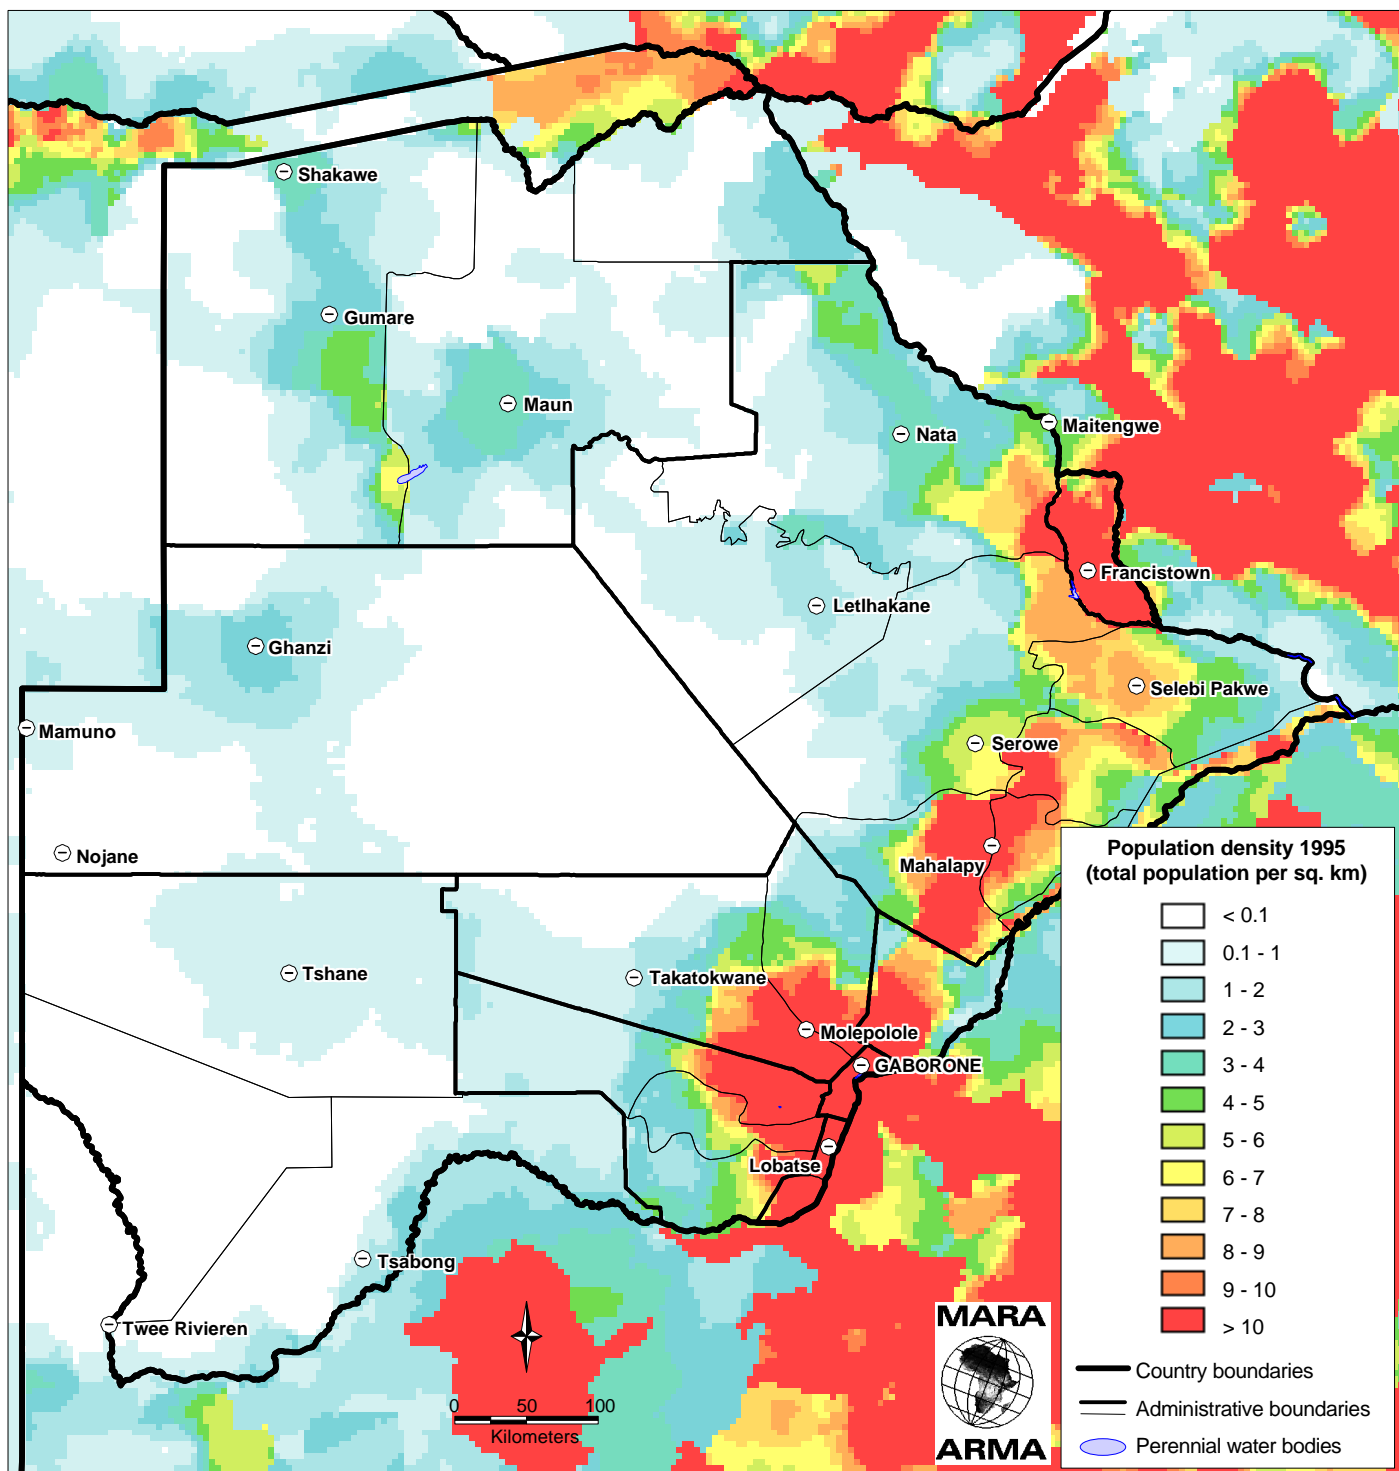 Shakawe
Gumare
Maun
Nata
Maitengwe
Francistown
Letlhakane
Ghanzi
Selebi Pakwe
Mamuno
Serowe
Nojane
Mahalapy
Tshane
Takatokwane
Molepolole
GABORONE
Lobatse
Tsabong
Twee Rivieren
Population density 1995
(total population per sq. km)
< 0.1
0.1 - 1
1 - 2
2 - 3
3 - 4
4 - 5
5 - 6
6 - 7
7 - 8
8 - 9
9 - 10
> 10
Country boundaries
Administrative boundaries
Perennial water bodies
0 50 100
Kilometers
MARA
ARMA